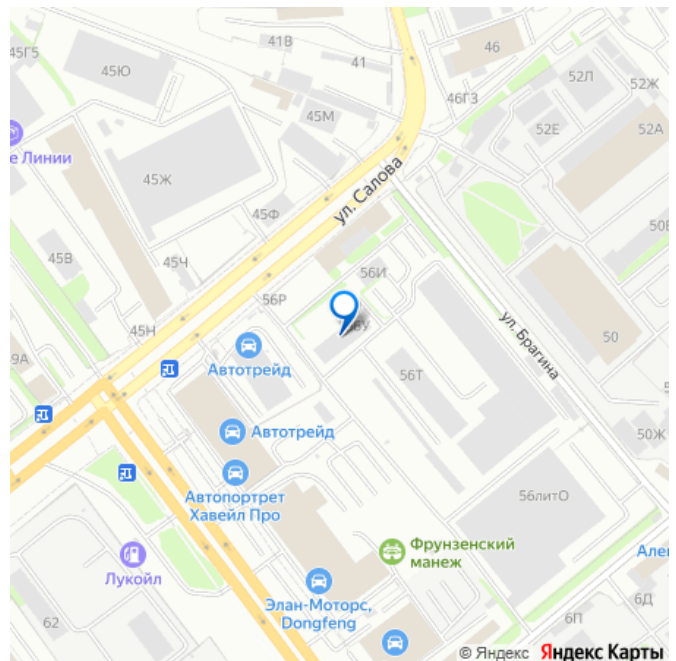 45Г5
41В
41
46
52Л
52Ж
45Ю
46Г3
45М
52Е
52А
е Линии
45Ж
ул. Салова
45Ф
50Е
45В
45Ч
56И
56Р
ул. Брагина
45Н
50
9А
Автотрейд
56Т
Автотрейд
50Ж
Автопортрет
Хавейл Про
56литО
Фрунзенский
манеж
Але
Лукойл
6Д
Элан-Моторс,
Dongfeng
6П
62
© Яндекс Яндекс Карты